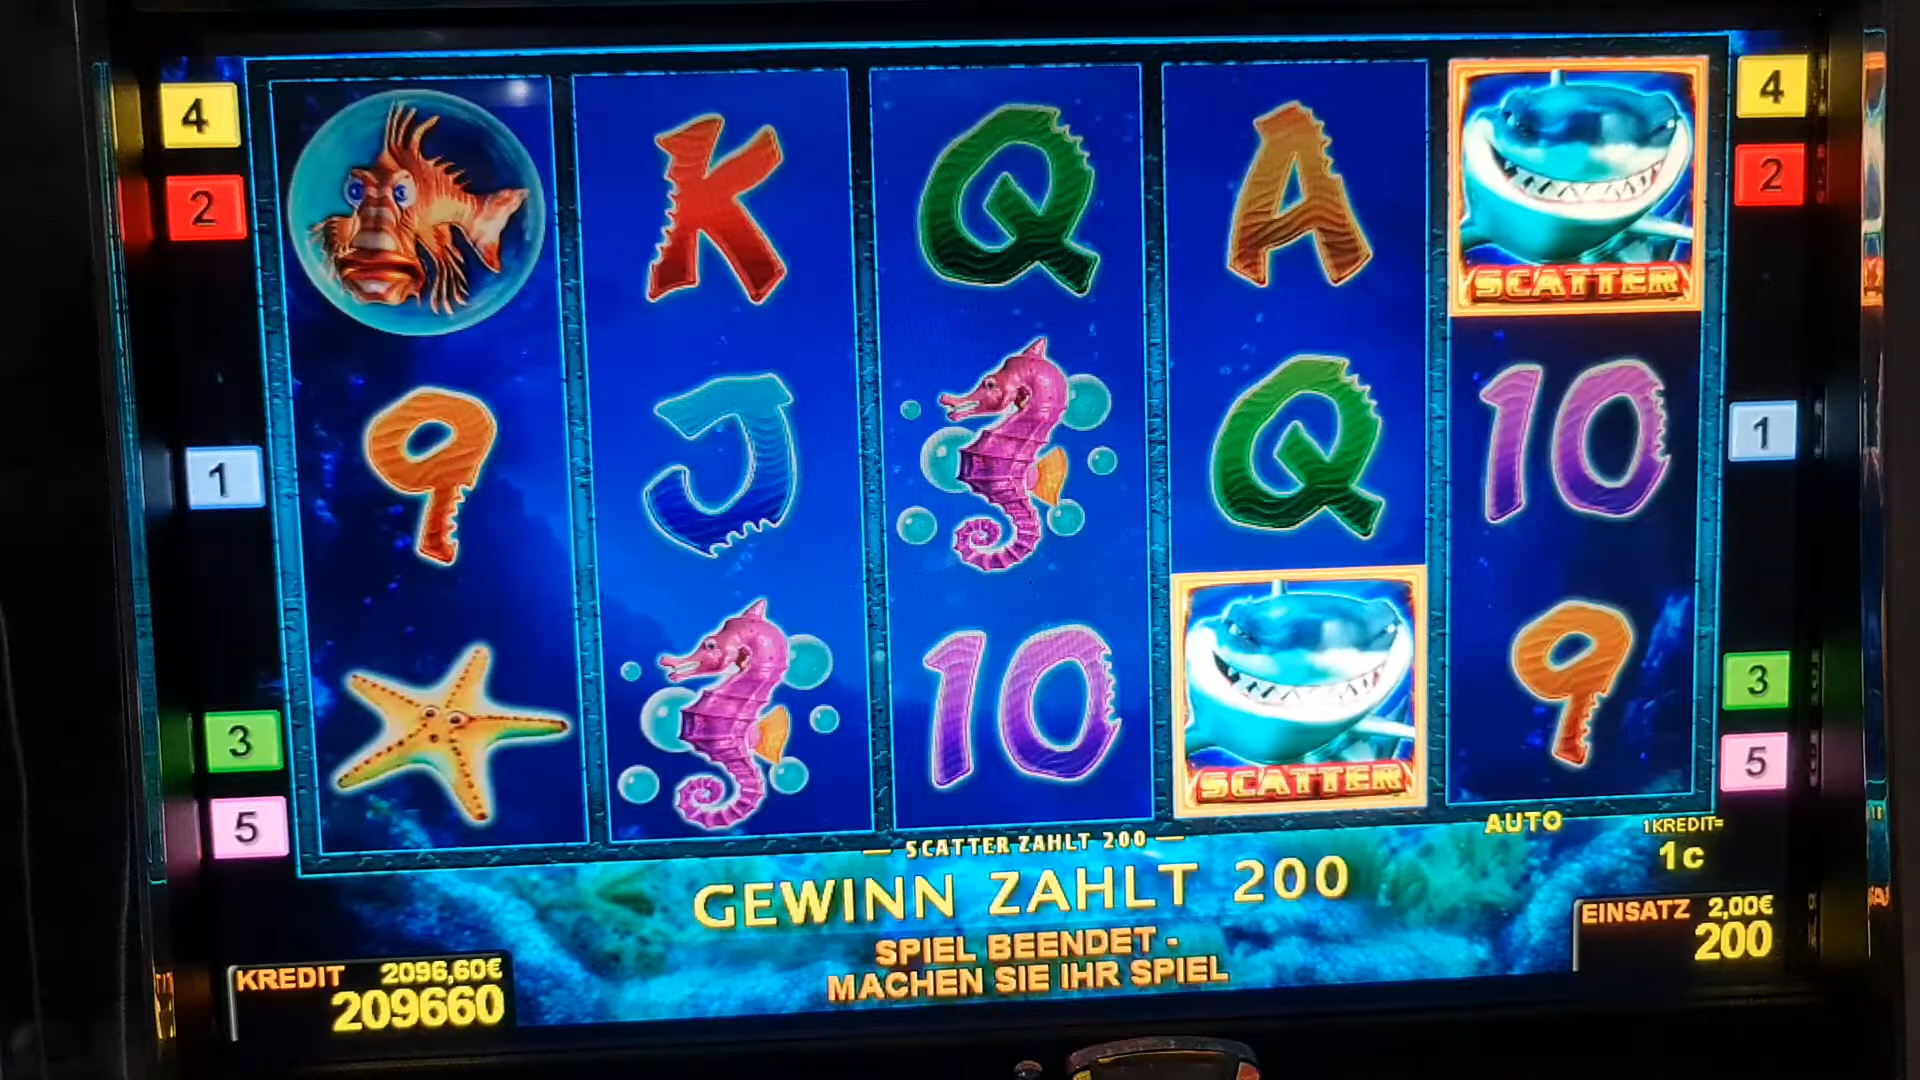 4
K
Q
A
SCATTER
4
2
2
1
9
J
Q
10
1
3
10
SCATTER
9
3
5
5
SCATTER ZAHLT 200
AUTO
1KREDIT=
1c
GEWINN ZAHLT 200
SPIEL BEENDET -
MACHEN SIE IHR SPIEL
EINSATZ 2,00€
200
KREDIT 2096,60€
209660